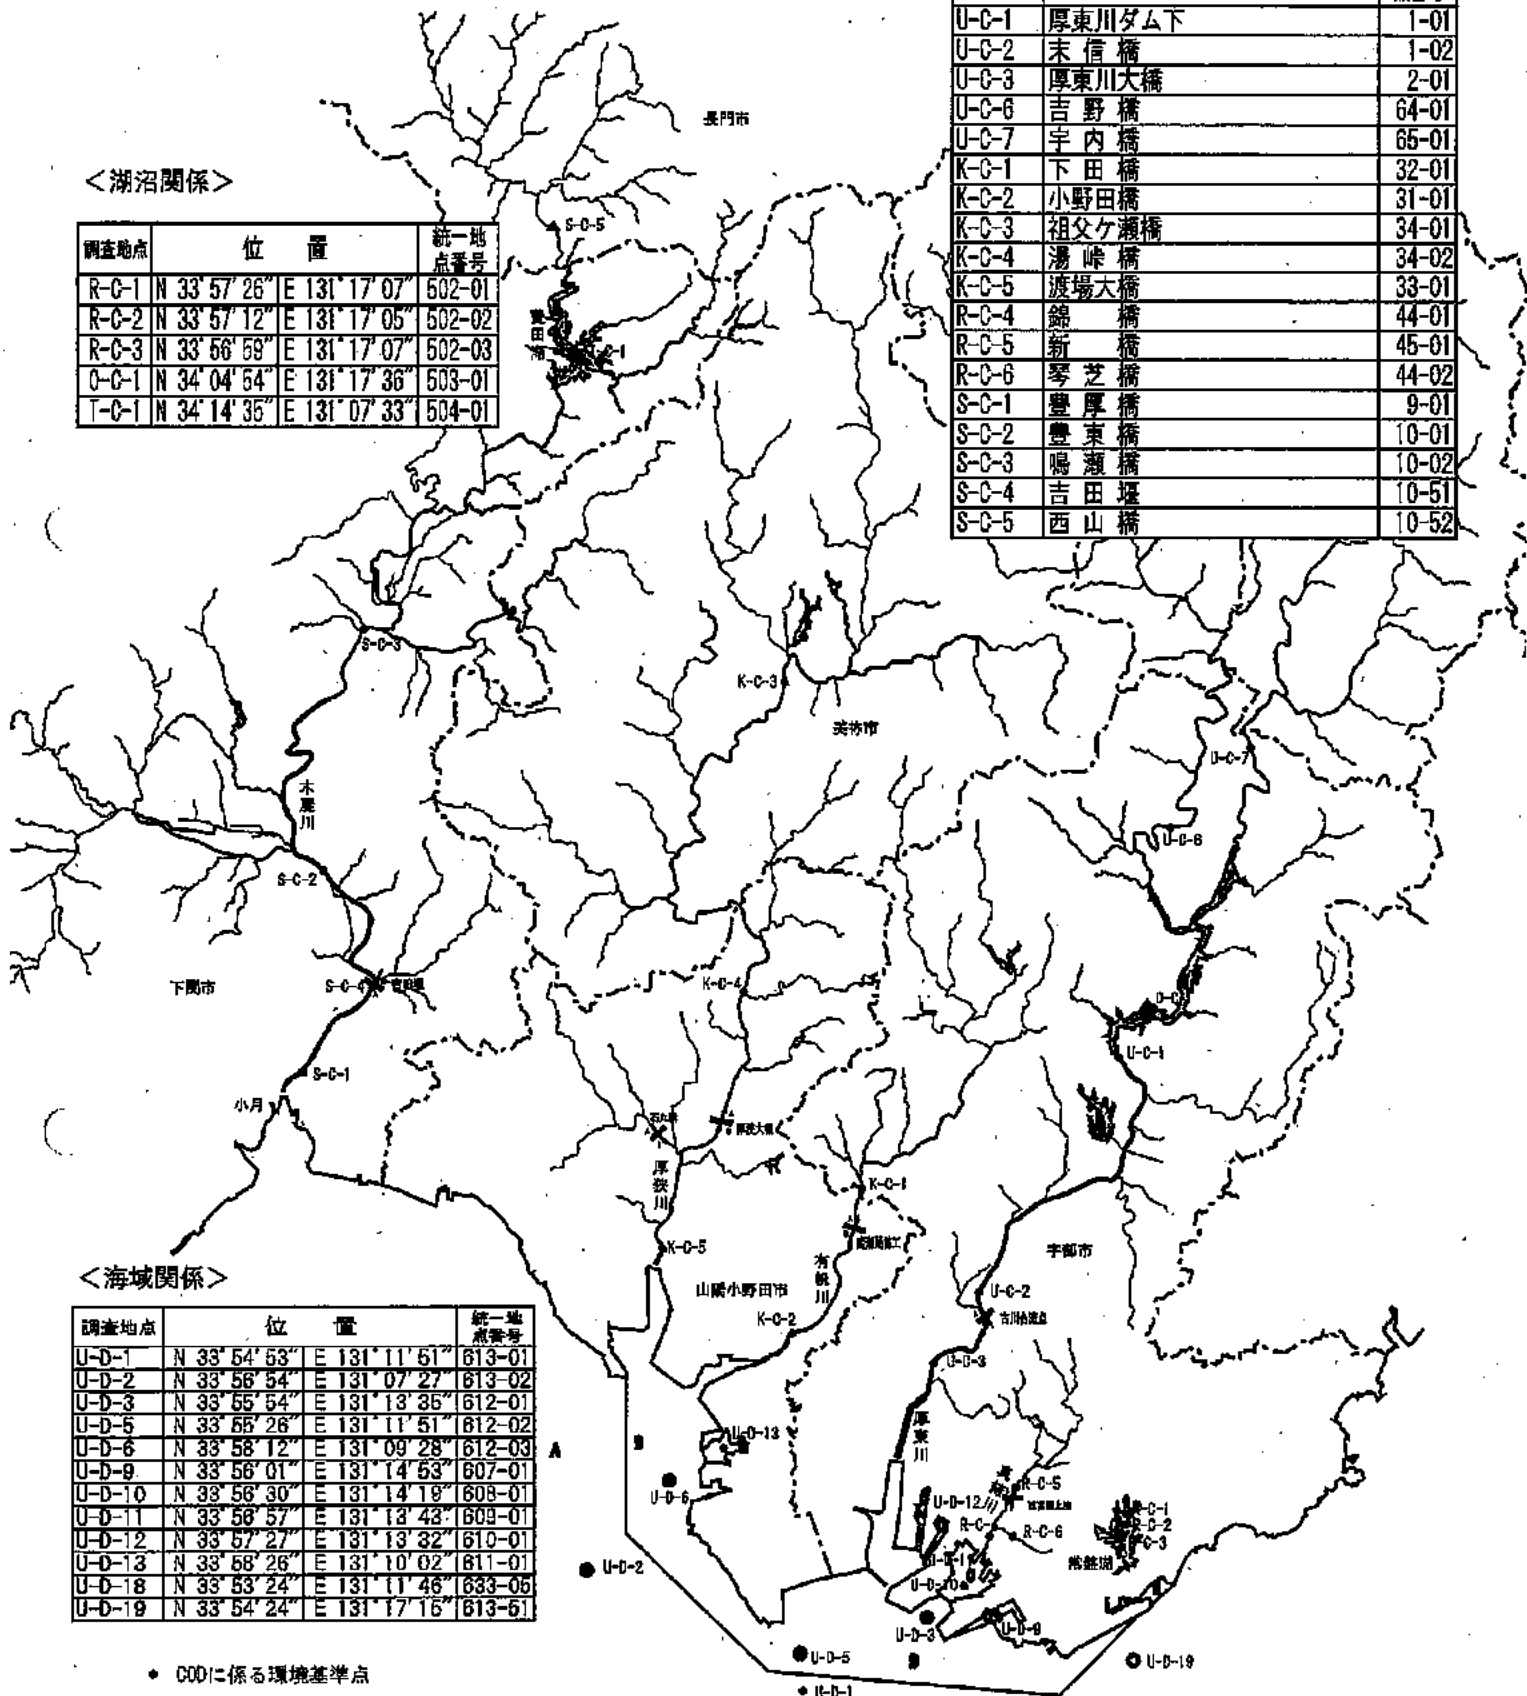 U-C-1 厚東川ダム下 1-01
U-C-2 末信橋 1-02
U-C-3 厚東川大橋 2-01
U-C-6 吉野橋 64-01
U-C-7 宇内橋 65-01
K-C-1 下田橋 32-01
K-C-2 小野田橋 31-01
K-C-3 祖父ケ瀬橋 34-01
K-C-4 湯峠橋 34-02
K-C-5 渡場大橋 33-01
R-C-4 錦橋 44-01
R-C-5 新橋 45-01
R-C-6 琴芝橋 44-02
S-C-1 豊厚橋 9-01
S-C-2 豊東橋 10-01
S-C-3 鳴瀬橋 10-02
S-C-4 吉田堰 10-51
S-C-5 西山橋 10-52
<湖沼関係>
調査地点 位置 統一地点番号
R-C-1 N 33°57'26" E 131°17'07" 502-01
R-C-2 N 33°57'12" E 131°17'05" 502-02
R-C-3 N 33°56'59" E 131°17'07" 502-03
O-C-1 N 34°04'54" E 131°17'36" 503-01
T-C-1 N 34°14'35" E 131°07'33" 504-01
長門市
S-C-5
豊田湖
S-C-3
K-C-3
美祢市
U-C-7
木屋川
U-C-6
S-C-2
下関市
S-C-4
吉田堰
K-C-4
U-C-1
S-C-1
小月
厚狭大橋
厚狭川
K-C-1
K-C-5
宇部市
山陽小野田市
有帆川
U-C-2
K-C-2
U-C-3
厚東川
<海域関係>
調査地点 位置 統一地点番号
U-D-1 N 33°54'53" E 131°11'51" 613-01
U-D-2 N 33°56'54" E 131°07'27" 613-02
U-D-3 N 33°55'54" E 131°13'35" 612-01
U-D-5 N 33°55'26" E 131°11'51" 612-02
U-D-6 N 33°58'12" E 131°09'28" 612-03
U-D-9 N 33°56'01" E 131°14'53" 607-01
U-D-10 N 33°56'30" E 131°14'19" 608-01
U-D-11 N 33°56'57" E 131°13'43" 609-01
U-D-12 N 33°57'27" E 131°13'32" 610-01
U-D-13 N 33°58'26" E 131°10'02" 611-01
U-D-18 N 33°53'24" E 131°11'46" 633-05
U-D-19 N 33°54'24" E 131°17'15" 613-51
A
U-D-13
U-D-6
R-C-5
U-D-12
R-C-6
R-C-1
R-C-2
常盤湖
U-D-2
U-D-10
U-D-3
U-D-9
U-D-5
U-D-19
U-D-1
● CODに係る環境基準点